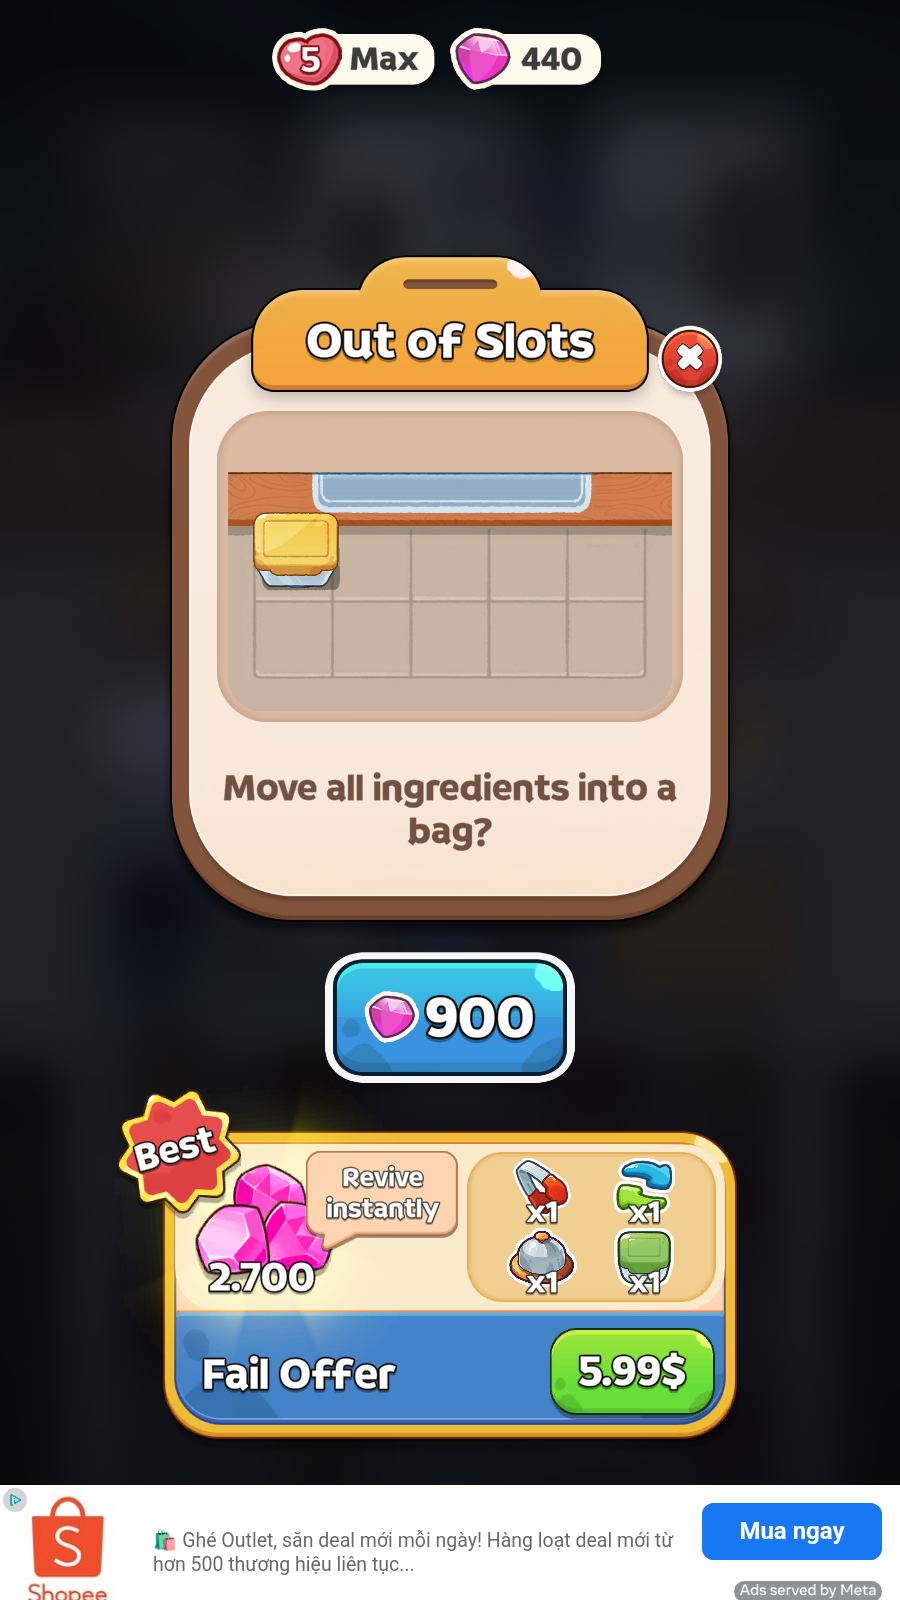 5 Max 440
Out of Slots
Move all ingredients into a
bag?
900
Best
Revive
instantly
2.700
x1 x1
x1 x1
Fail Offer
5.99$
Shopee
🛍️ Ghé Outlet, săn deal mới mỗi ngày! Hàng loạt deal mới từ
hơn 500 thương hiệu liên tục...
Mua ngay
Ads served by Meta